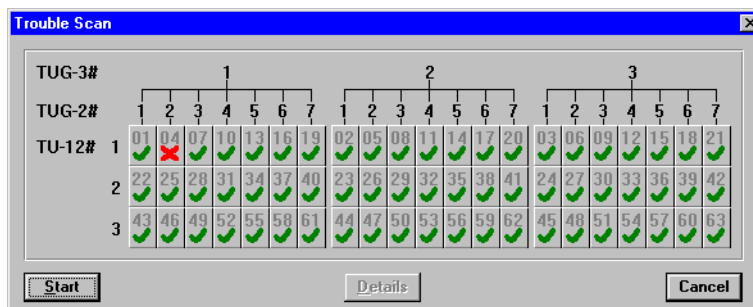 Trouble Scan
TUG-3# 1 2 3
TUG-2# 1 2 3 4 5 6 7 1 2 3 4 5 6 7 1 2 3 4 5 6 7
TU-12# 1 01 04 07 10 13 16 19 02 05 08 11 14 17 20 03 06 09 12 15 18 21
2 22 25 28 31 34 37 40 23 26 29 32 35 38 41 24 27 30 33 36 39 42
3 43 46 49 52 55 58 61 44 47 50 53 56 59 62 45 48 51 54 57 60 63
Start Details Cancel